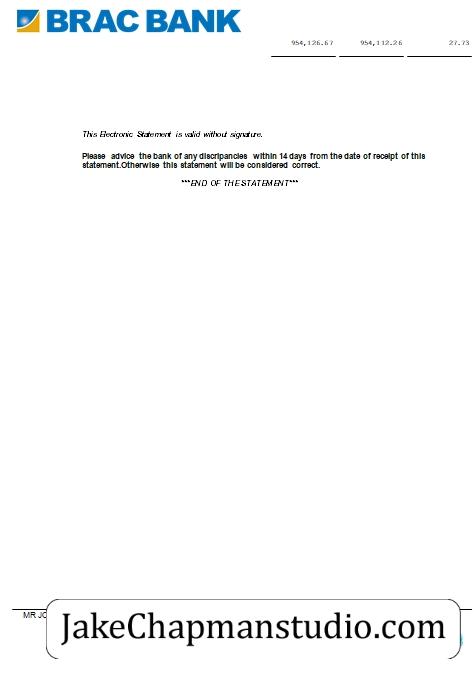 BRAC BANK
954,126.67 954,112.26 27.73
This Electronic Statement is valid without signature.
Please advice the bank of any discripancies within 14 days from the date of receipt of this
statement.Otherwise this statement will be considered correct.
***END OF THE STATEMENT***
MR
JakeChapmanstudio.com